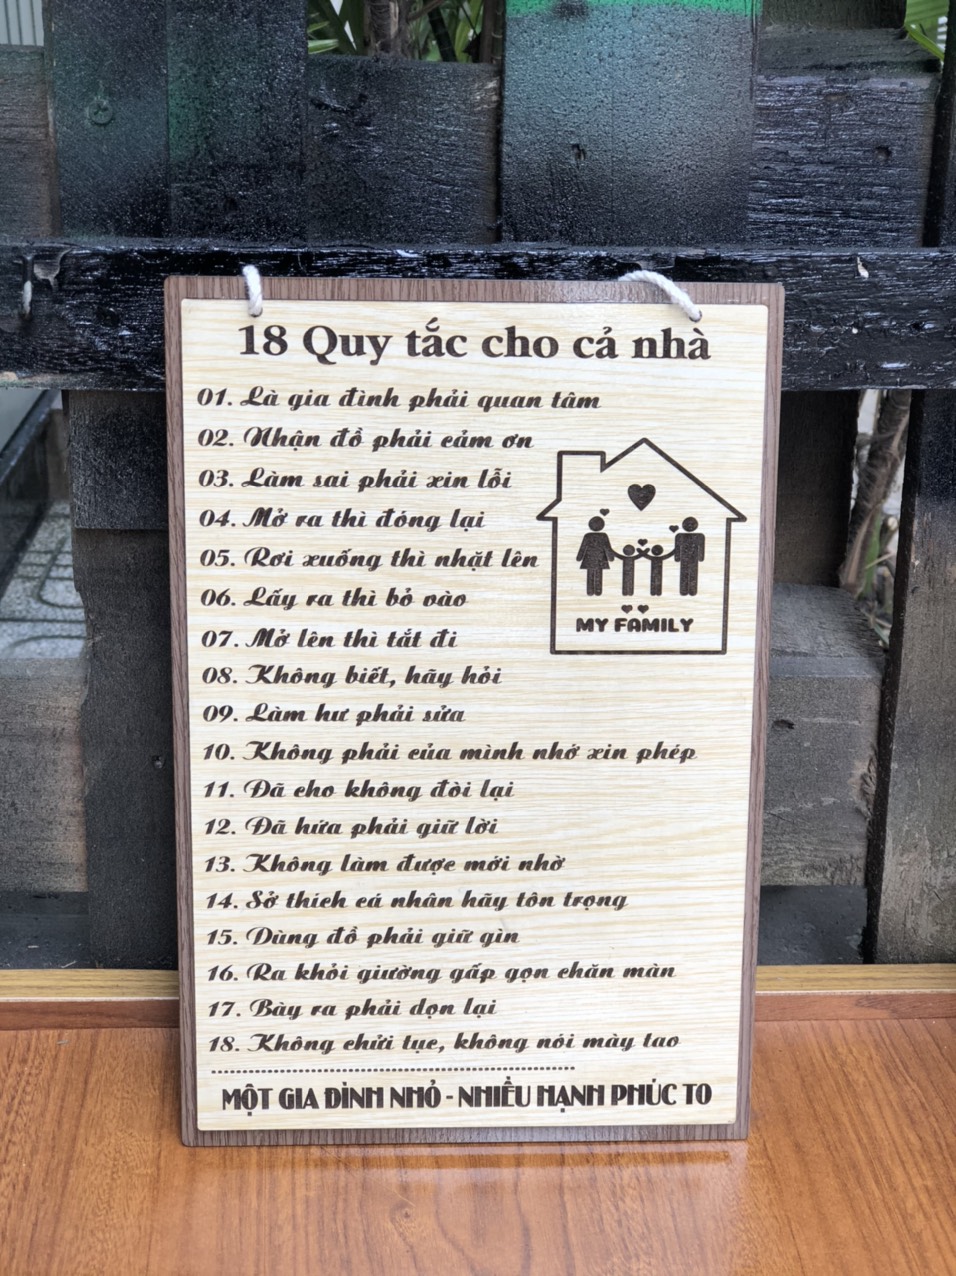 18 Quy tắc cho cả nhà
01. Là gia đình phải quan tâm
02. Nhận đồ phải cảm ơn
03. Làm sai phải xin lỗi
04. Mở ra thì đóng lại
05. Rơi xuống thì nhặt lên
06. Lấy ra thì bỏ vào
07. Mở lên thì tắt đi
08. Không biết, hãy hỏi
09. Làm hư phải sửa
10. Không phải của mình nhớ xin phép
11. Đã cho không đòi lại
12. Đã hứa phải giữ lời
13. Không làm được mới nhờ
14. Sở thích cá nhân hãy tôn trọng
15. Dùng đồ phải giữ gìn
16. Ra khỏi giường gấp gọn chăn màn
17. Bày ra phải dọn lại
18. Không chửi tục, không nói mày tao
MY FAMILY
MỘT GIA ĐÌNH NHỎ - NHIỀU HẠNH PHÚC TO